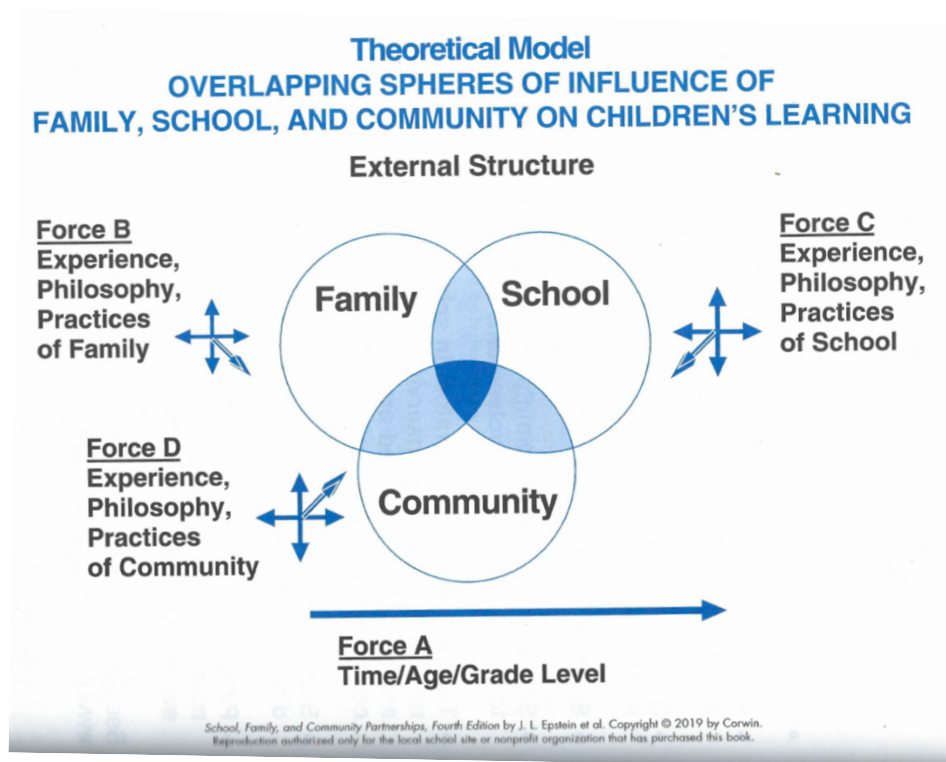 Theoretical Model
OVERLAPPING SPHERES OF INFLUENCE OF
FAMILY, SCHOOL, AND COMMUNITY ON CHILDREN'S LEARNING
External Structure
Force B
Experience,
Philosophy,
Practices
of Family
Family
School
Force C
Experience,
Philosophy,
Practices
of School
Force D
Experience,
Philosophy,
Practices
of Community
Community
Force A
Time/Age/Grade Level
School, Family, and Community Partnerships, Fourth Edition by J. L. Epstein et al. Copyright © 2019 by Corwin.
Reproduction authorized only for the local school site or nonprofit organization that has purchased this book.